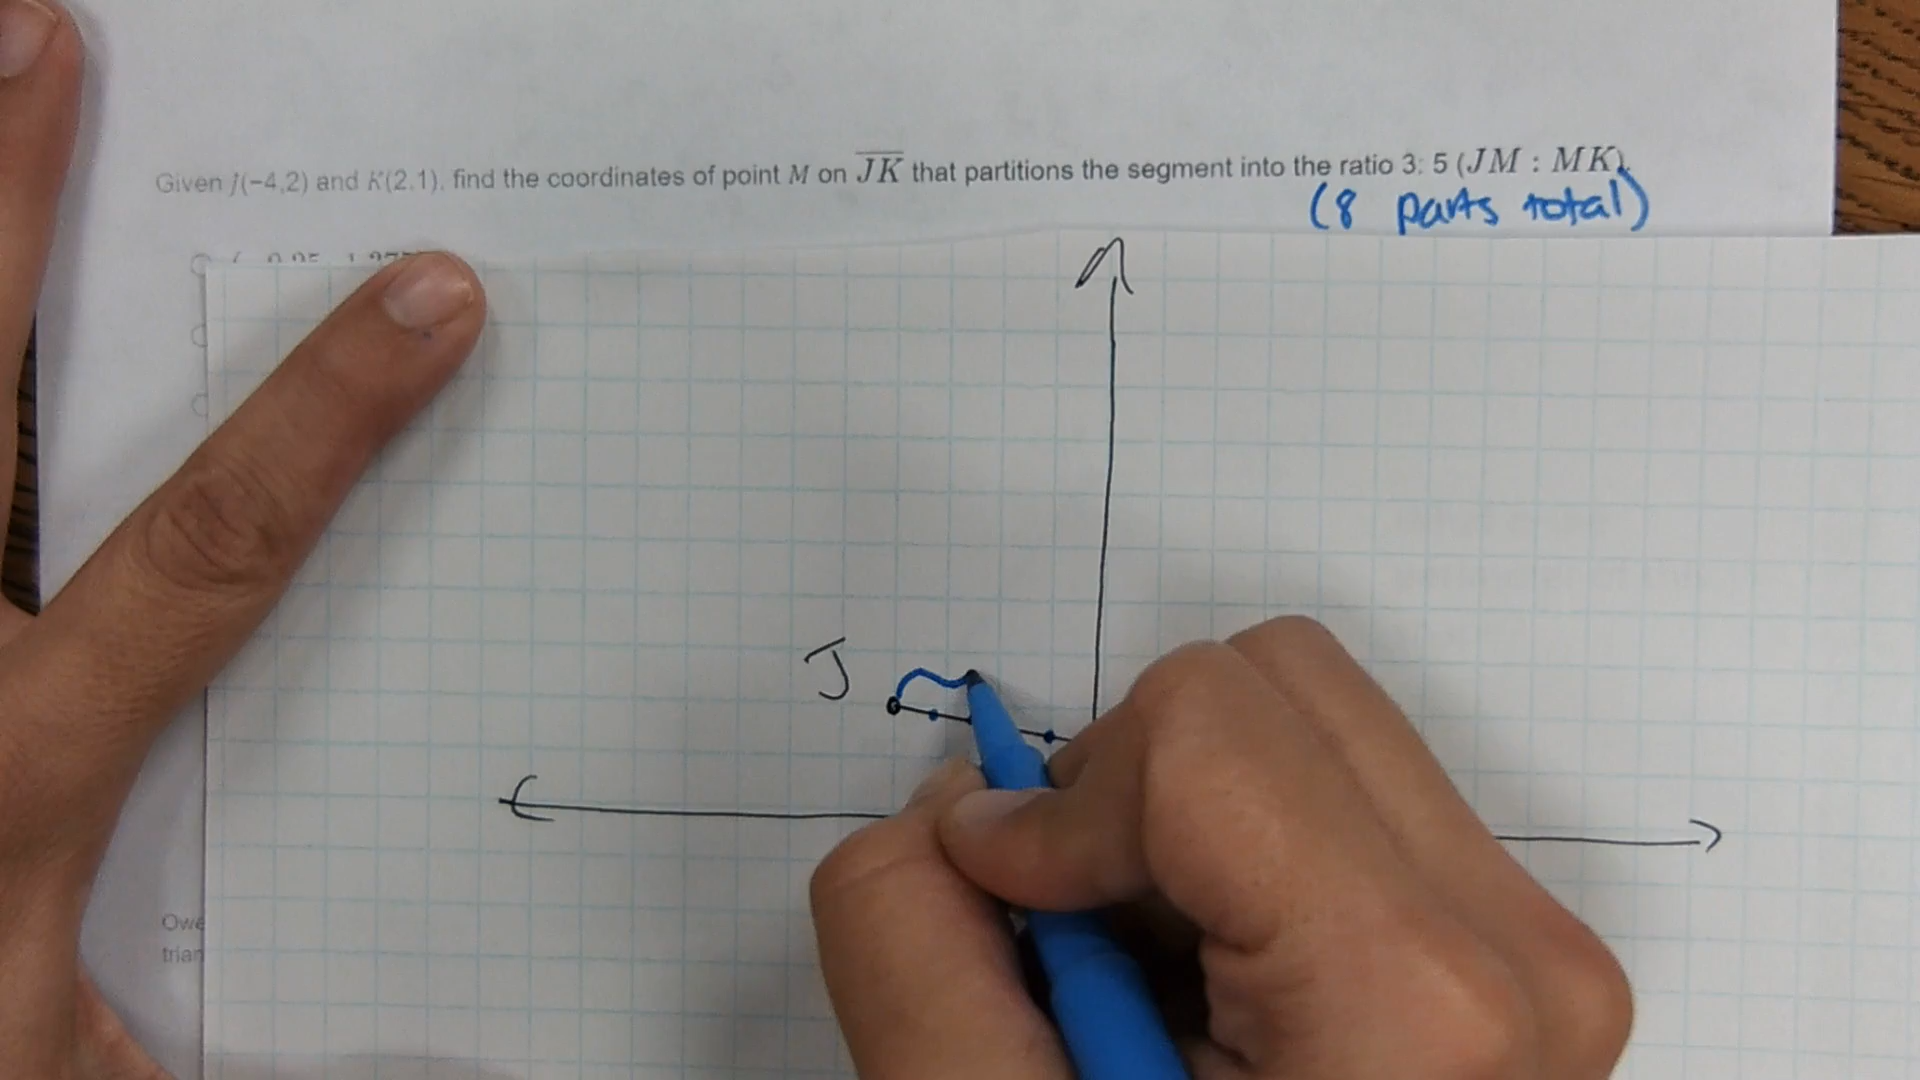 Given J(−4,2) and K(2,1), find the coordinates of point M on JK that partitions the segment into the ratio 3: 5 (JM : MK).
(8 parts total)
J